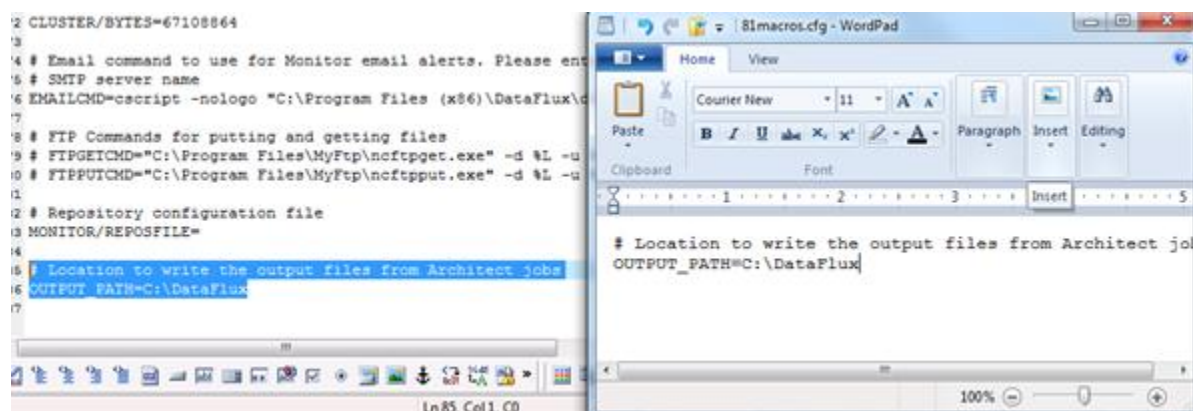 2 CLUSTER/BYTES=67108864
3
4 # Email command to use for Monitor email alerts. Please ent
5 # SMTP server name
6 EMAILCMD=cscript -nologo "C:\Program Files (x86)\DataFlux\d
7
8 # FTP Commands for putting and getting files
9 # FTPGETCMD="C:\Program Files\MyFtp\ncftpget.exe" -d %L -u
0 # FTPPUTCMD="C:\Program Files\MyFtp\ncftpput.exe" -d %L -u
1
2 # Repository configuration file
3 MONITOR/REPOSFILE=
4
5 # Location to write the output files from Architect jobs
6 OUTPUT_PATH=C:\DataFlux
7
Ln 85 Col 1 C0
81macros.cfg - WordPad
Home View
Courier New 11 A A
Paste B I U abc X₂ X² A Paragraph Insert Editing
Clipboard Font
1 2 3 Insert 5
# Location to write the output files from Architect jo
OUTPUT_PATH=C:\DataFlux
100%